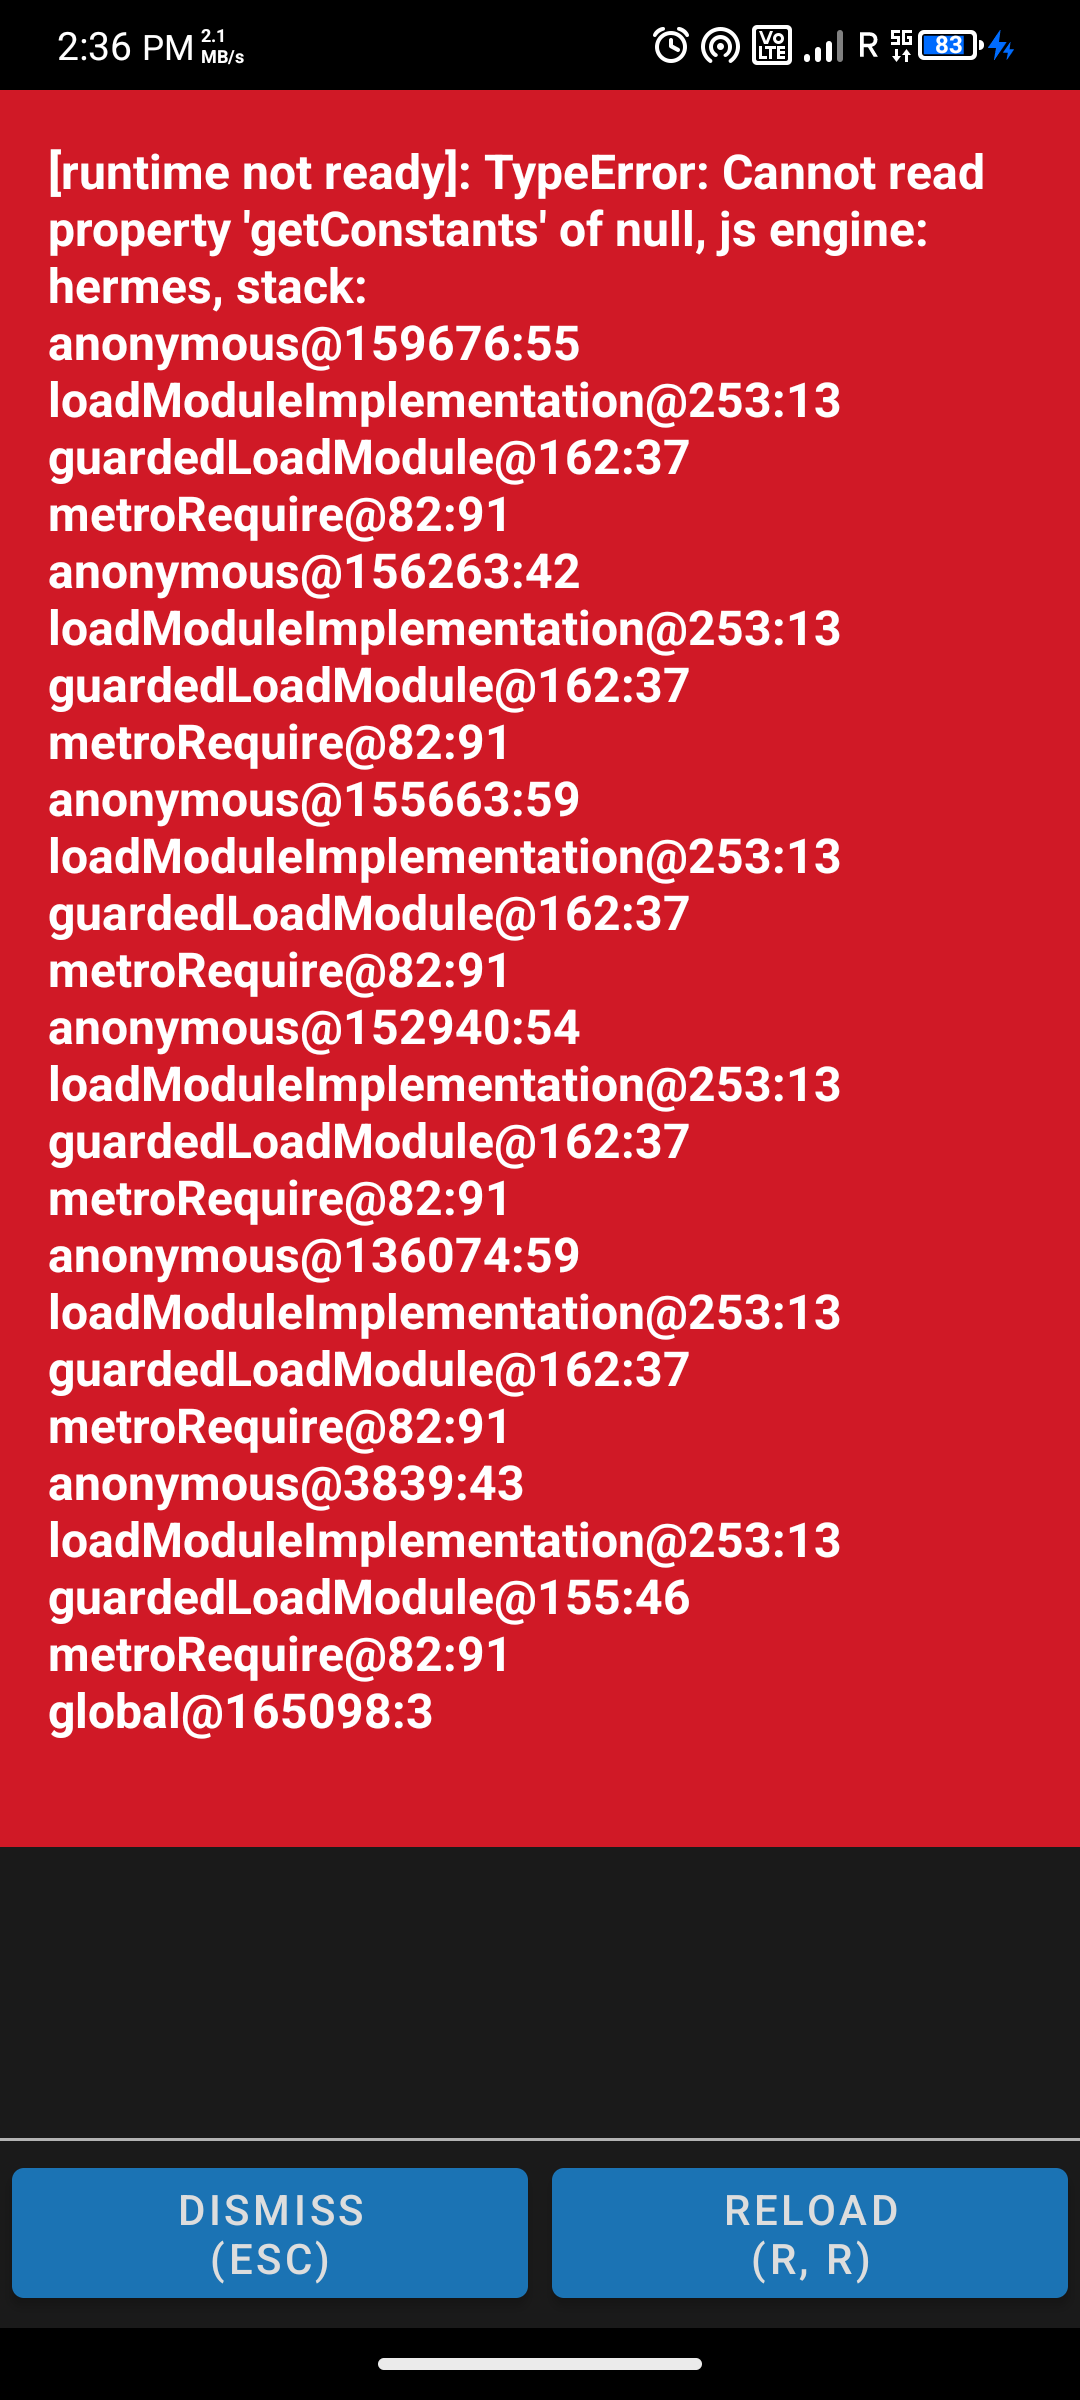 2:36 PM 2.1 MB/s Vo LTE R 5G 83
[runtime not ready]: TypeError: Cannot read
property 'getConstants' of null, js engine:
hermes, stack:
anonymous@159676:55
loadModuleImplementation@253:13
guardedLoadModule@162:37
metroRequire@82:91
anonymous@156263:42
loadModuleImplementation@253:13
guardedLoadModule@162:37
metroRequire@82:91
anonymous@155663:59
loadModuleImplementation@253:13
guardedLoadModule@162:37
metroRequire@82:91
anonymous@152940:54
loadModuleImplementation@253:13
guardedLoadModule@162:37
metroRequire@82:91
anonymous@136074:59
loadModuleImplementation@253:13
guardedLoadModule@162:37
metroRequire@82:91
anonymous@3839:43
loadModuleImplementation@253:13
guardedLoadModule@155:46
metroRequire@82:91
global@165098:3
DISMISS
(ESC)
RELOAD
(R, R)